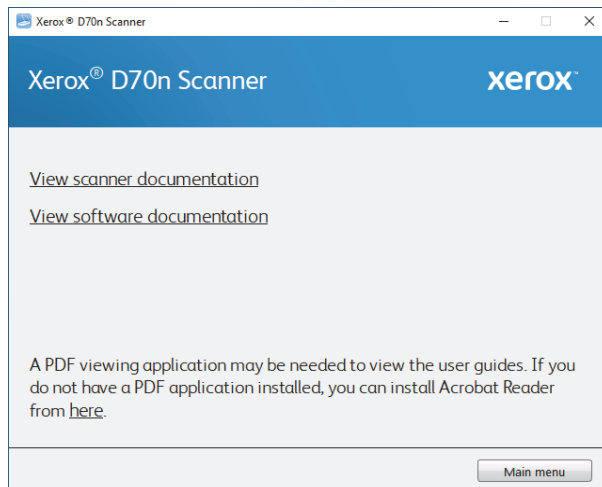 Xerox ® D70n Scanner
Xerox® D70n Scanner
xerox™
View scanner documentation
View software documentation
A PDF viewing application may be needed to view the user guides. If you
do not have a PDF application installed, you can install Acrobat Reader
from here.
Main menu